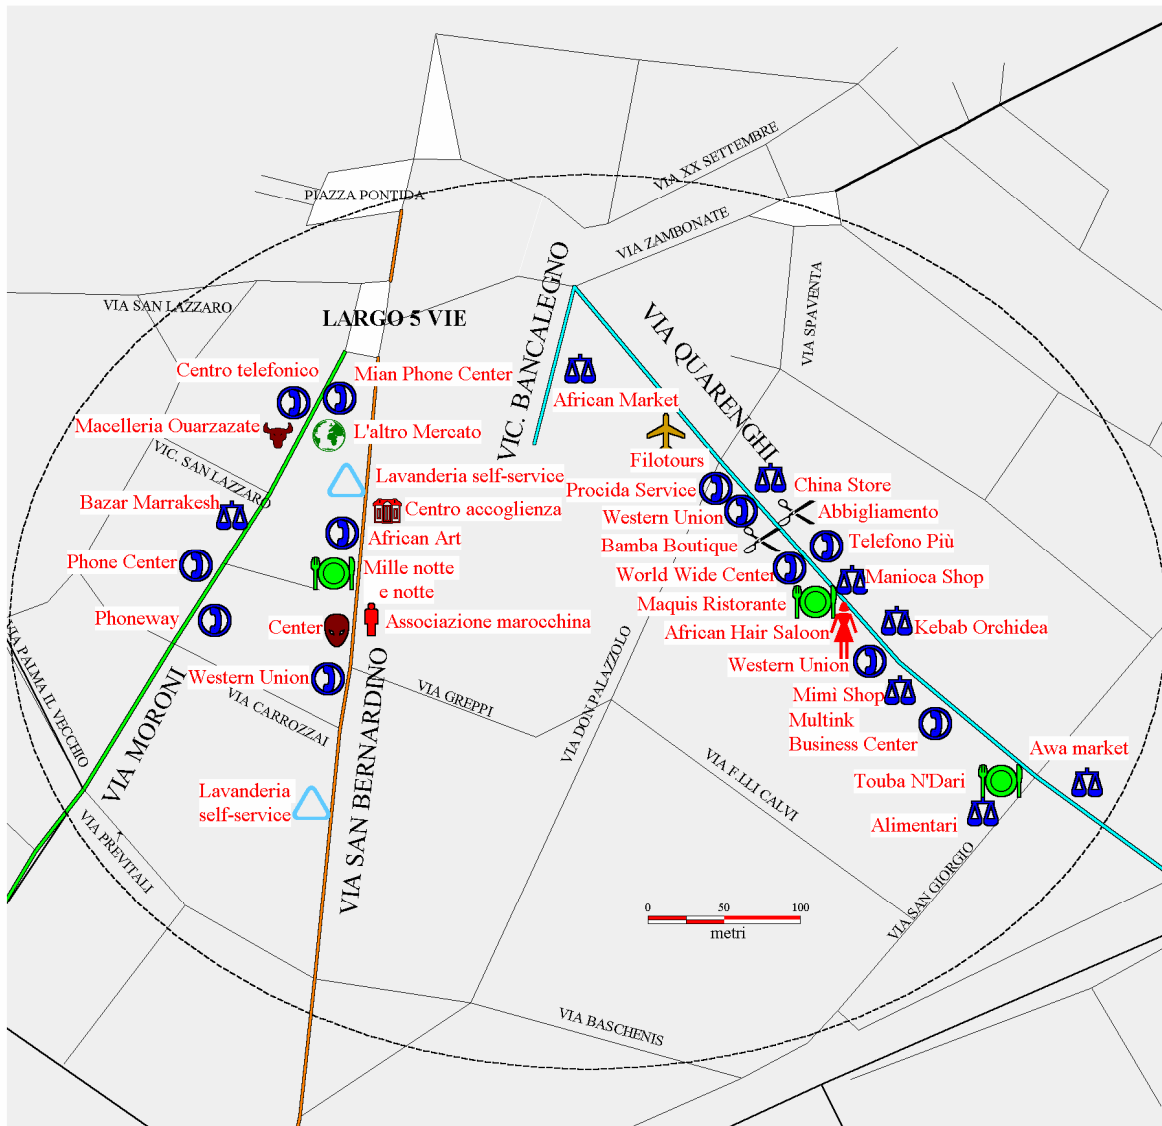 VIA XX SETTEMBRE
PIAZZA PONTIDA
VIA ZAMBONATE
VIA SAN LAZZARO
LARGO 5 VIE
VIC. BANCALEGNO
VIA QUARENGHI
VIA SPAVENTA
Centro telefonico
Mian Phone Center
African Market
Macelleria Ouarzazate
L'altro Mercato
VIC. SAN LAZZARO
Filotours
Lavanderia self-service
Bazar Marrakesh
Centro accoglienza
Procida Service
China Store
Western Union
Abbigliamento
African Art
Bamba Boutique
Telefono Più
Phone Center
Mille notte
e notte
World Wide Center
Manioca Shop
Maquis Ristorante
Phoneway
Center
Associazione marocchina
African Hair Saloon
Kebab Orchidea
VIA PALMA IL VECCHIO
Western Union
Western Union
VIA MORONI
VIA CARROZZAI
VIA SAN BERNARDINO
VIA GREPPI
VIA DON PALAZZOLO
Mimì Shop
Multink
Business Center
Awa market
VIA F.LLI CALVI
Touba N'Dari
Lavanderia
self-service
Alimentari
VIA PREVITALI
VIA SAN GIORGIO
0 50 100
metri
VIA BASCHENIS